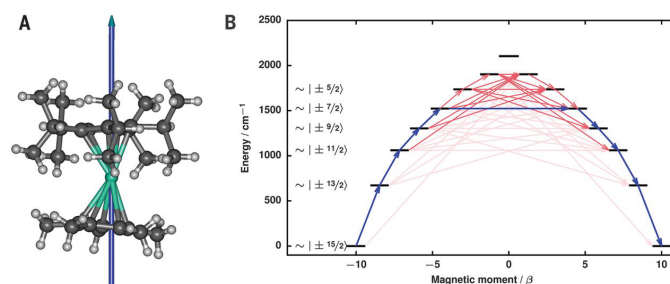 A
B
2500
2000
1500
1000
500
0
Energy / cm⁻¹
∼ | ± 5/2⟩
∼ | ± 7/2⟩
∼ | ± 9/2⟩
∼ | ± 11/2⟩
∼ | ± 13/2⟩
∼ | ± 15/2⟩
−10 −5 0 5 10
Magnetic moment / β